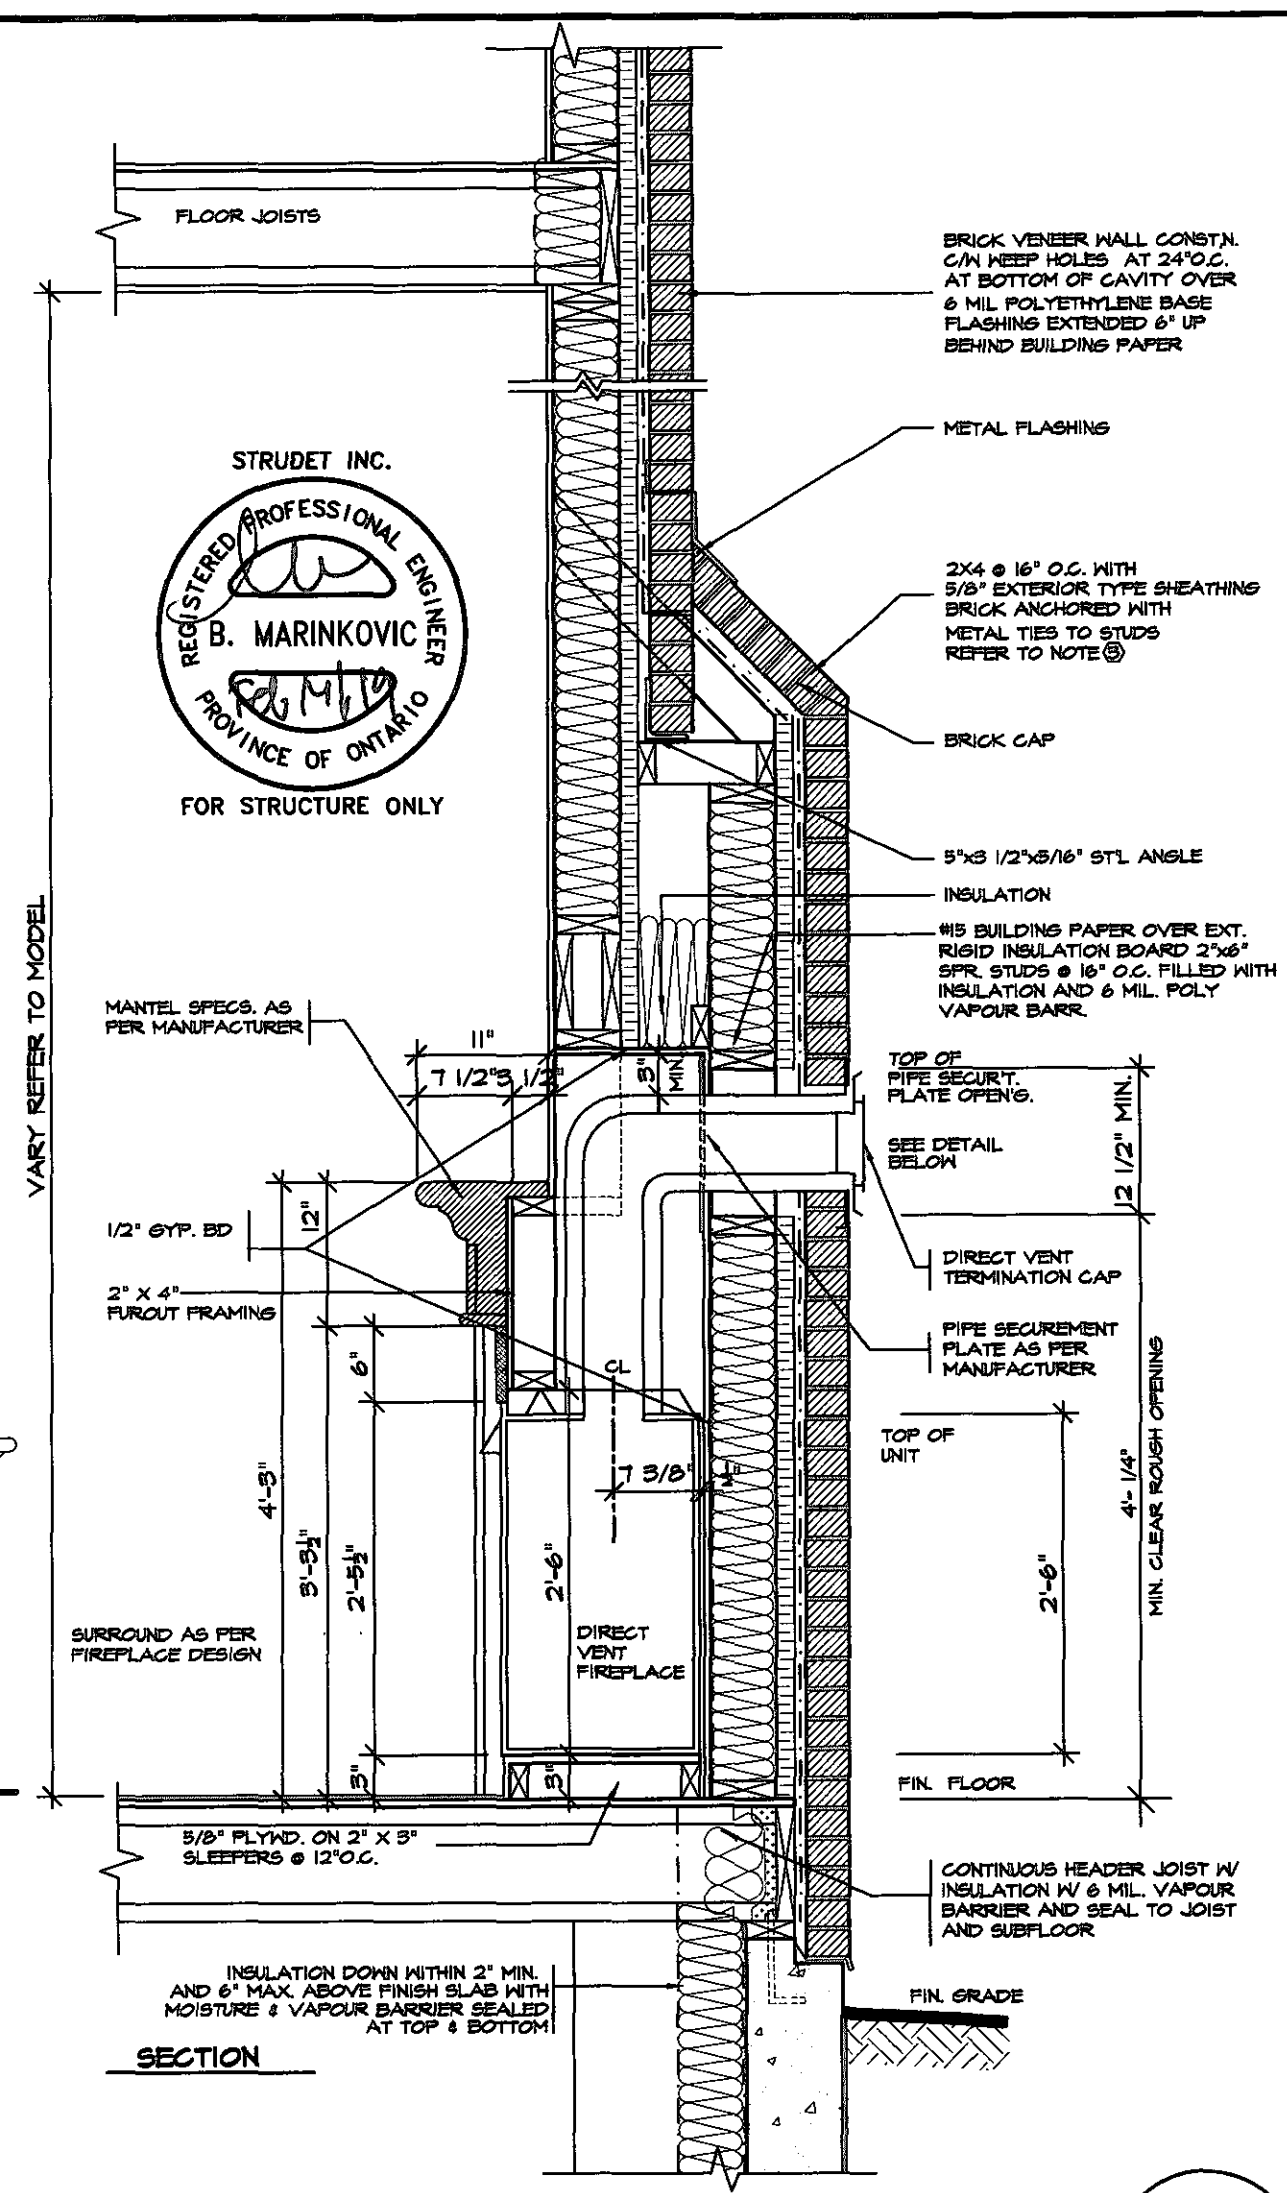 FLOOR JOISTS
BRICK VENEER WALL CONST'N.
C/W WEEP HOLES AT 24"O.C.
AT BOTTOM OF CAVITY OVER
6 MIL POLYETHYLENE BASE
FLASHING EXTENDED 6" UP
BEHIND BUILDING PAPER
METAL FLASHING
STRUDET INC.
REGISTERED PROFESSIONAL ENGINEER
B. MARINKOVIC
PROVINCE OF ONTARIO
FOR STRUCTURE ONLY
2X4 @ 16" O.C. WITH
5/8" EXTERIOR TYPE SHEATHING
BRICK ANCHORED WITH
METAL TIES TO STUDS
REFER TO NOTE 5
BRICK CAP
5"x3 1/2"x5/16" ST'L ANGLE
INSULATION
#15 BUILDING PAPER OVER EXT.
RIGID INSULATION BOARD 2"x6"
SPR. STUDS @ 16" O.C. FILLED WITH
INSULATION AND 6 MIL. POLY
VAPOUR BARR.
VARY REFER TO MODEL
MANTEL SPECS. AS
PER MANUFACTURER
11"
7 1/2"
3 1/2"
3"
MIN.
TOP OF
PIPE SECUR'T.
PLATE OPEN'G.
12 1/2" MIN.
SEE DETAIL
BELOW
1/2" GYP. BD
12"
2" X 4"
FUROUT FRAMING
DIRECT VENT
TERMINATION CAP
PIPE SECUREMENT
PLATE AS PER
MANUFACTURER
6"
CL
TOP OF
UNIT
7 3/8"
4'-3"
3'-3½"
2'-5½"
2'-6"
2'-6"
4'- 1/4"
MIN. CLEAR ROUGH OPENING
SURROUND AS PER
FIREPLACE DESIGN
DIRECT
VENT
FIREPLACE
3"
3"
FIN. FLOOR
5/8" PLYWD. ON 2" X 3"
SLEEPERS @ 12"O.C.
CONTINUOUS HEADER JOIST W/
INSULATION W/ 6 MIL. VAPOUR
BARRIER AND SEAL TO JOIST
AND SUBFLOOR
INSULATION DOWN WITHIN 2" MIN.
AND 6" MAX. ABOVE FINISH SLAB WITH
MOISTURE & VAPOUR BARRIER SEALED
AT TOP & BOTTOM
FIN. GRADE
SECTION